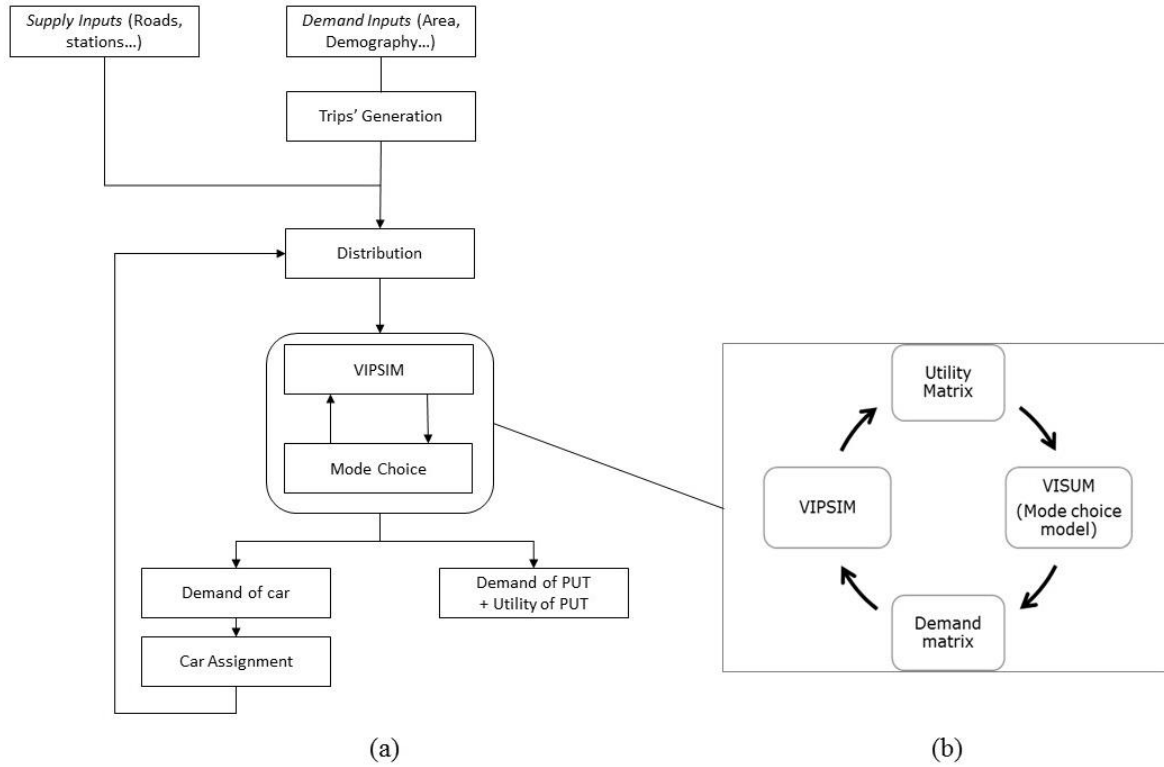 Supply Inputs (Roads,
stations…)
Demand Inputs (Area,
Demography…)
Trips’ Generation
Distribution
VIPSIM
Mode Choice
Demand of car
Demand of PUT
+ Utility of PUT
Car Assignment
(a)
Utility
Matrix
VIPSIM
VISUM
(Mode choice
model)
Demand
matrix
(b)